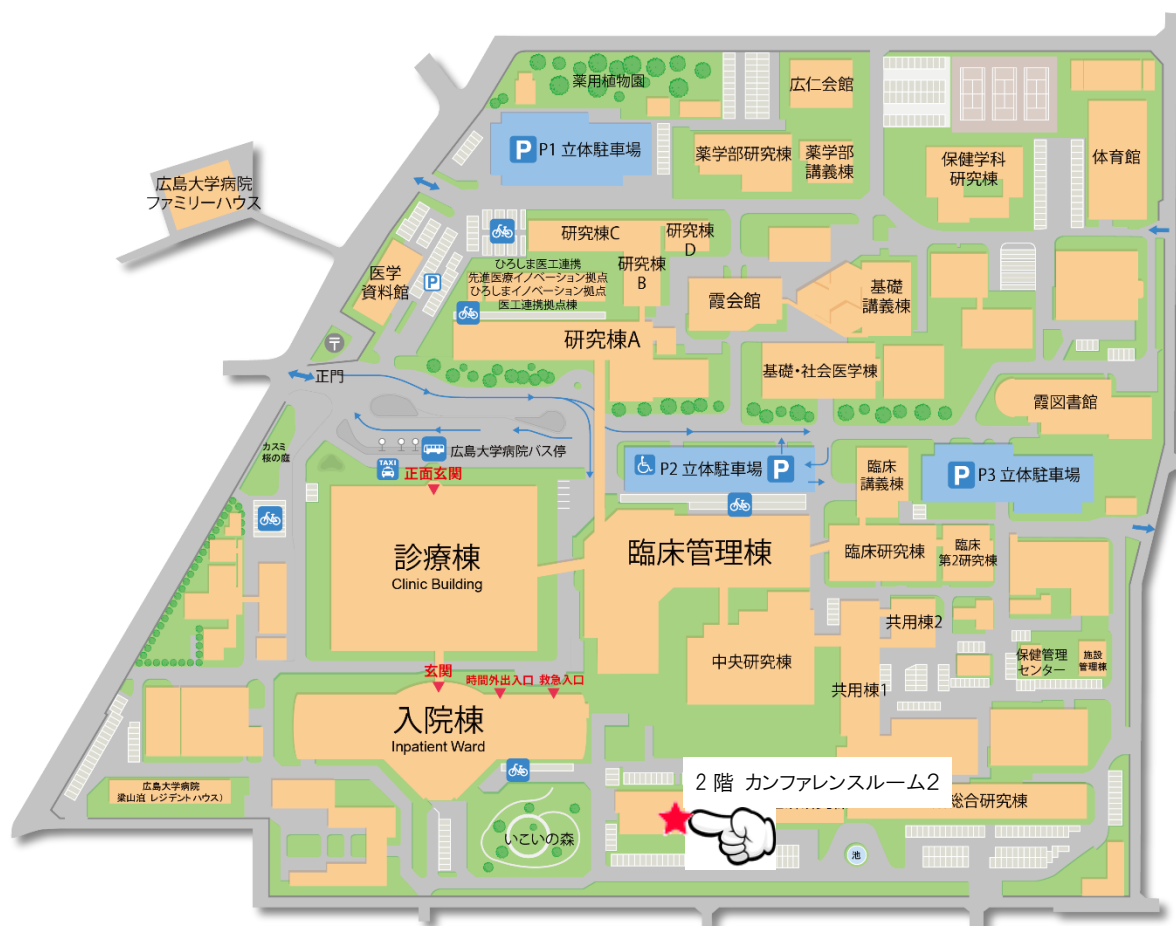 薬用植物園
広仁会館
P
P1 立体駐車場
薬学部研究棟
薬学部
講義棟
保健学科
研究棟
体育館
広島大学病院
ファミリーハウス
研究棟C
研究棟
D
研究棟
B
医学
資料館
P
ひろしま医工連携
先進医療イノベーション拠点
ひろしまイノベーション拠点
医工連携拠点棟
霞会館
基礎
講義棟
研究棟A
〒
正門
基礎・社会医学棟
霞図書館
カスミ
桜の庭
広島大学病院バス停
TAXI
正面玄関
P2 立体駐車場
P
臨床
講義棟
P
P3 立体駐車場
診療棟
Clinic Building
臨床管理棟
臨床研究棟
臨床
第2研究棟
共用棟2
中央研究棟
保健管理
センター
施設
管理棟
共用棟1
玄関
時間外出入口
救急入口
入院棟
Inpatient Ward
広島大学病院
2階 カンファレンスルーム2
総合研究棟
いこいの森
池